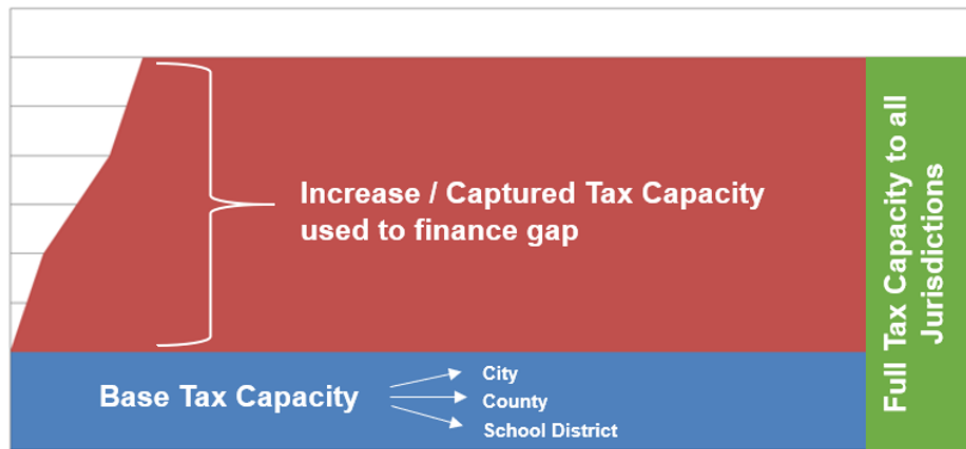 Increase / Captured Tax Capacity
used to finance gap
Base Tax Capacity
City
County
School District
Full Tax Capacity to all
Jurisdictions